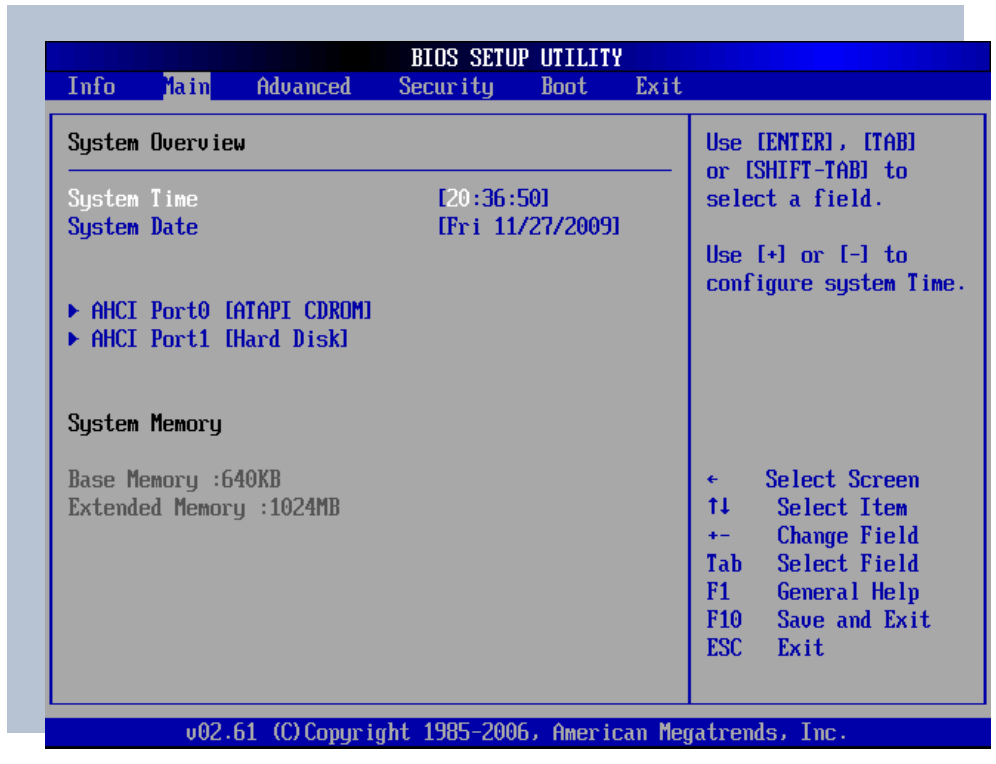 BIOS SETUP UTILITY
Info Main Advanced Security Boot Exit
System Overview
System Time [20:36:50]
System Date [Fri 11/27/2009]
▶ AHCI Port0 [ATAPI CDROM]
▶ AHCI Port1 [Hard Disk]
System Memory
Base Memory :640KB
Extended Memory :1024MB
Use [ENTER], [TAB]
or [SHIFT-TAB] to
select a field.
Use [+] or [-] to
configure system Time.
← Select Screen
↑↓ Select Item
+- Change Field
Tab Select Field
F1 General Help
F10 Save and Exit
ESC Exit
v02.61 (C)Copyright 1985-2006, American Megatrends, Inc.